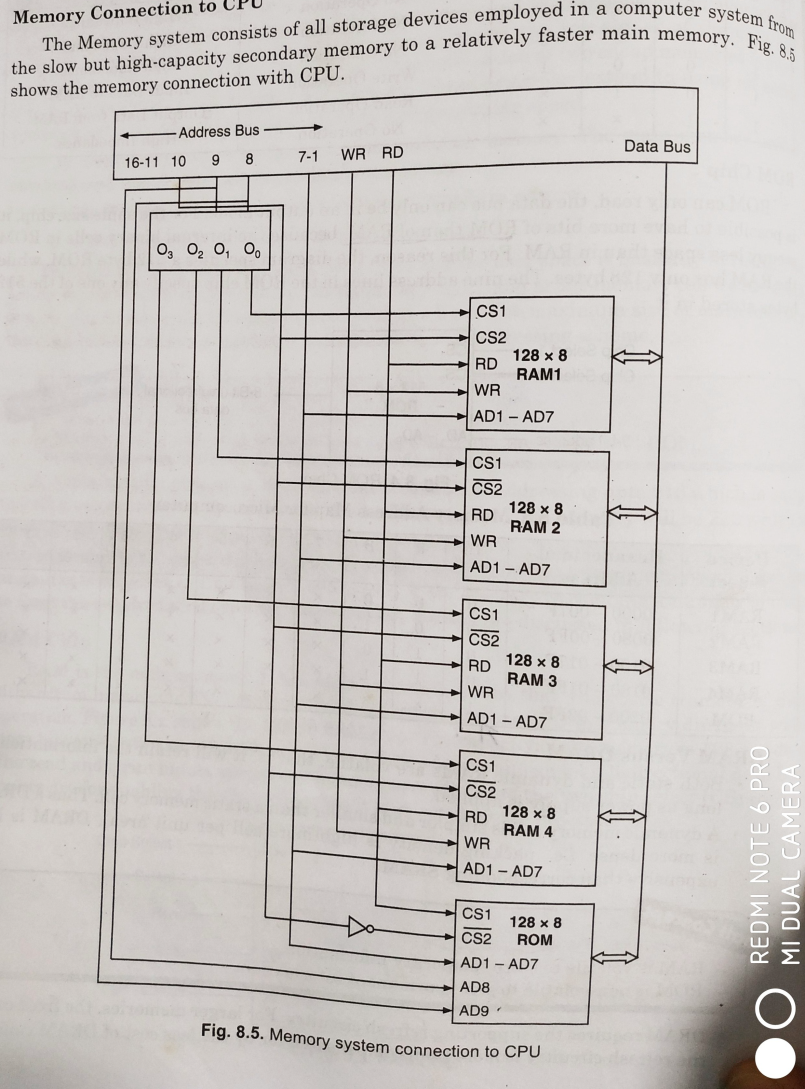 Memory Connection to CPU
The Memory system consists of all storage devices employed in a computer system from
the slow but high-capacity secondary memory to a relatively faster main memory. Fig. 8.5
shows the memory connection with CPU.
Address Bus
16-11 10 9 8 7-1 WR RD Data Bus
O3 O2 O1 O0
CS1
CS2
RD 128 × 8
RAM1
WR
AD1 – AD7
CS1
C̅S̅2̅
RD 128 × 8
RAM 2
WR
AD1 – AD7
CS1
C̅S̅2̅
RD 128 × 8
RAM 3
WR
AD1 – AD7
CS1
C̅S̅2̅
RD 128 × 8
RAM 4
WR
AD1 – AD7
CS1 128 × 8
C̅S̅2̅ ROM
AD1 – AD7
AD8
AD9
Fig. 8.5. Memory system connection to CPU
REDMI NOTE 6 PRO
MI DUAL CAMERA